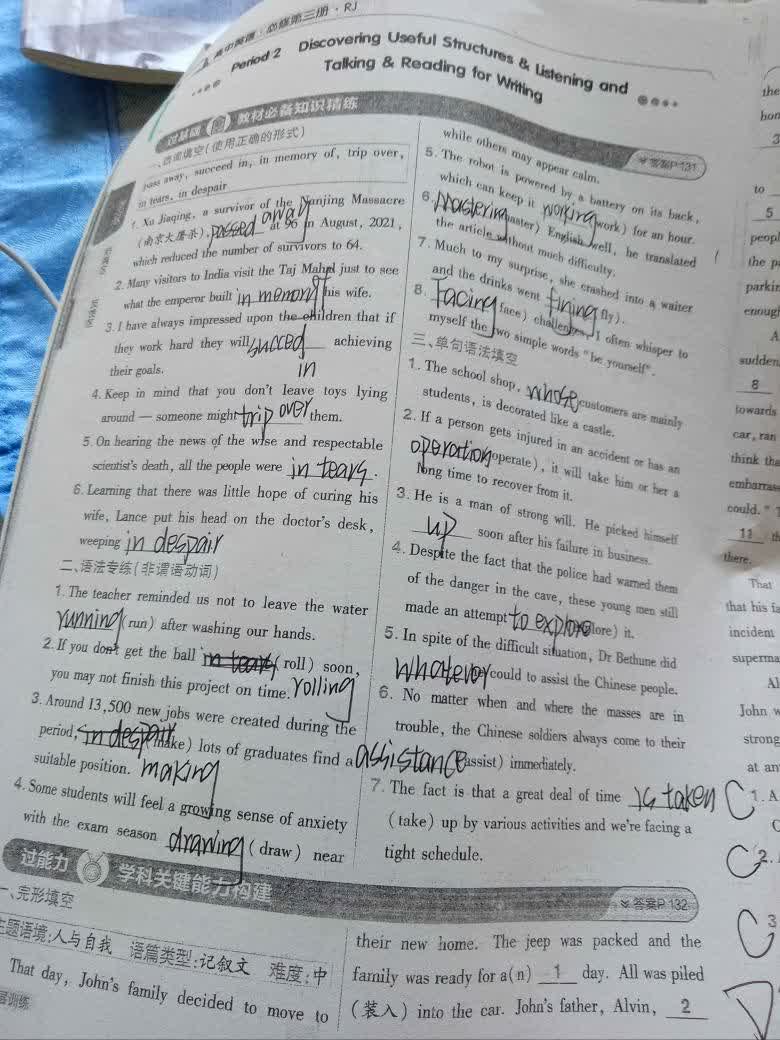 高中英语·必修第三册·RJ
Period 2 Discovering Useful Structures & Listening and
Talking & Reading for Writing
过基础 教材必备知识精练
答案P131
一、选词填空(使用正确的形式)
pass away, succeed in, in memory of, trip over,
in tears, in despair
1. Xu Jiaqing, a survivor of the Nanjing Massacre
(南京大屠杀), passed away at 96 in August, 2021,
which reduced the number of survivors to 64.
2. Many visitors to India visit the Taj Mahal just to see
what the emperor built in memory of his wife.
3. I have always impressed upon the children that if
they work hard they will succed achieving
in
their goals.
4. Keep in mind that you don't leave toys lying
around — someone might trip over them.
5. On hearing the news of the wise and respectable
scientist's death, all the people were in tears.
6. Learning that there was little hope of curing his
wife, Lance put his head on the doctor's desk,
weeping in despair
二、语法专练(非谓语动词)
1. The teacher reminded us not to leave the water
running (run) after washing our hands.
2. If you don't get the ball in tears (roll) soon,
you may not finish this project on time. rolling
3. Around 13,500 new jobs were created during the
period, in despair (make) lots of graduates find a
suitable position. making
4. Some students will feel a growing sense of anxiety
with the exam season drawing (draw) near
while others may appear calm.
5. The robot is powered by a battery on its back,
which can keep it working (work) for an hour.
6. Mastering (master) English well, he translated
the article without much difficulty.
7. Much to my surprise, she crashed into a waiter
and the drinks went (fly).
8. Facing (face) challenges, I often whisper to
myself the two simple words "be yourself".
三、单句语法填空
1. The school shop, whose customers are mainly
students, is decorated like a castle.
2. If a person gets injured in an accident or has an
operation (operate), it will take him or her a
long time to recover from it.
3. He is a man of strong will. He picked himself
up soon after his failure in business.
4. Despite the fact that the police had warned them
of the danger in the cave, these young men still
made an attempt to explore (explore) it.
5. In spite of the difficult situation, Dr Bethune did
whatever could to assist the Chinese people.
6. No matter when and where the masses are in
trouble, the Chinese soldiers always come to their
assistance (assist) immediately.
7. The fact is that a great deal of time is taken
(take) up by various activities and we're facing a
tight schedule.
过能力 学科关键能力构建
答案P132
一、完形填空
主题语境:人与自我 语篇类型:记叙文 难度:中
That day, John's family decided to move to
their new home. The jeep was packed and the
family was ready for a(n) 1 day. All was piled
(装入) into the car. John's father, Alvin, 2
the
3
to
5
the pa
enough
A
sudden
8
towards
car, ran
think the
could."
11 th
there.
That
that his fa
incident
superma
Al
John w
strong
at an
C 1. A
C
C 2.
C 3